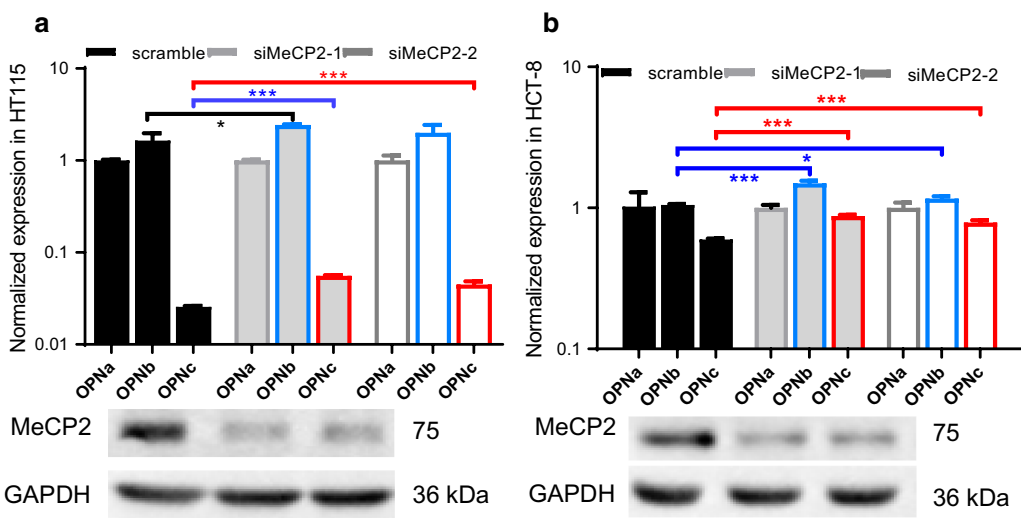 a
scramble siMeCP2-1 siMeCP2-2
Normalized expression in HT115
10
1
0.1
0.01
***
***
*
OPNa OPNb OPNc OPNa OPNb OPNc OPNa OPNb OPNc
MeCP2 75
GAPDH 36 kDa
b
scramble siMeCP2-1 siMeCP2-2
Normalized expression in HCT-8
10
1
0.1
***
***
*
***
OPNa OPNb OPNc OPNa OPNb OPNc OPNa OPNb OPNc
MeCP2 75
GAPDH 36 kDa